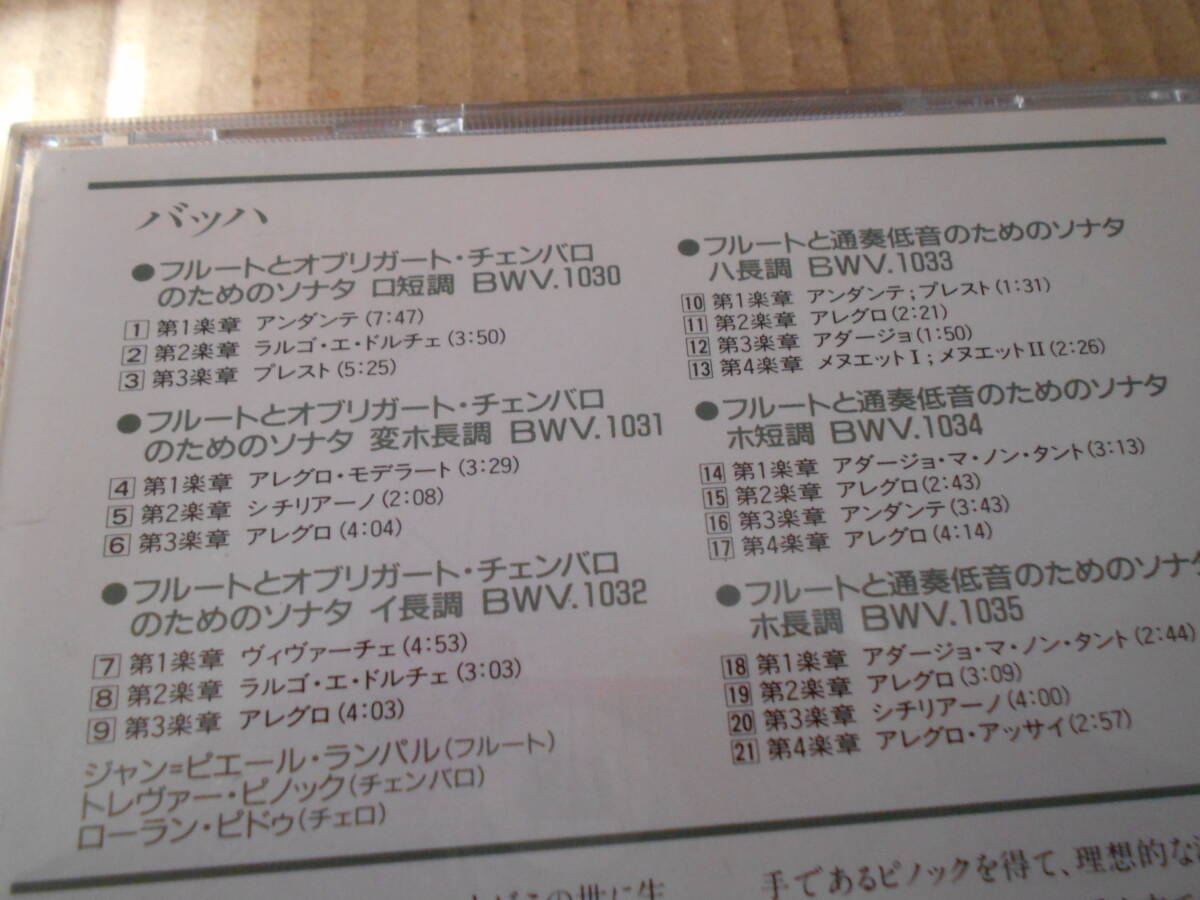 バッハ
●フルートとオブリガート・チェンバロ
のためのソナタ ロ短調 BWV.1030
1 第1楽章 アンダンテ(7:47)
2 第2楽章 ラルゴ・エ・ドルチェ(3:50)
3 第3楽章 プレスト(5:25)
●フルートとオブリガート・チェンバロ
のためのソナタ 変ホ長調 BWV.1031
4 第1楽章 アレグロ・モデラート(3:29)
5 第2楽章 シチリアーノ(2:08)
6 第3楽章 アレグロ(4:04)
●フルートとオブリガート・チェンバロ
のためのソナタ イ長調 BWV.1032
7 第1楽章 ヴィヴァーチェ(4:53)
8 第2楽章 ラルゴ・エ・ドルチェ(3:03)
9 第3楽章 アレグロ(4:03)
ジャン=ピエール・ランパル(フルート)
トレヴァー・ピノック(チェンバロ)
ローラン・ピドゥ(チェロ)
●フルートと通奏低音のためのソナタ
ハ長調 BWV.1033
10 第1楽章 アンダンテ;プレスト(1:31)
11 第2楽章 アレグロ(2:21)
12 第3楽章 アダージョ(1:50)
13 第4楽章 メヌエットI;メヌエットII(2:26)
●フルートと通奏低音のためのソナタ
ホ短調 BWV.1034
14 第1楽章 アダージョ・マ・ノン・タント(3:13)
15 第2楽章 アレグロ(2:43)
16 第3楽章 アンダンテ(3:43)
17 第4楽章 アレグロ(4:14)
●フルートと通奏低音のためのソナタ
ホ長調 BWV.1035
18 第1楽章 アダージョ・マ・ノン・タント(2:44)
19 第2楽章 アレグロ(3:09)
20 第3楽章 シチリアーノ(4:00)
21 第4楽章 アレグロ・アッサイ(2:57)
この世に生
手であるピノックを得て、理想的な